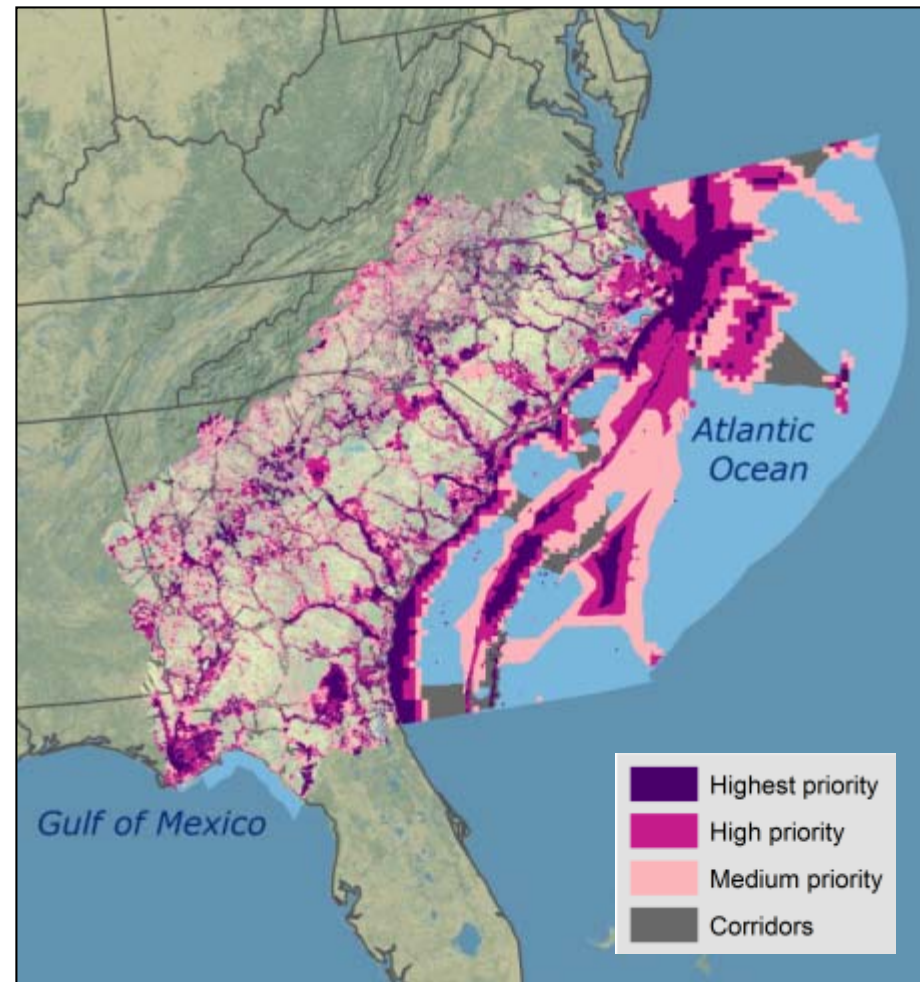 Atlantic
Ocean
Gulf of Mexico
Highest priority
High priority
Medium priority
Corridors